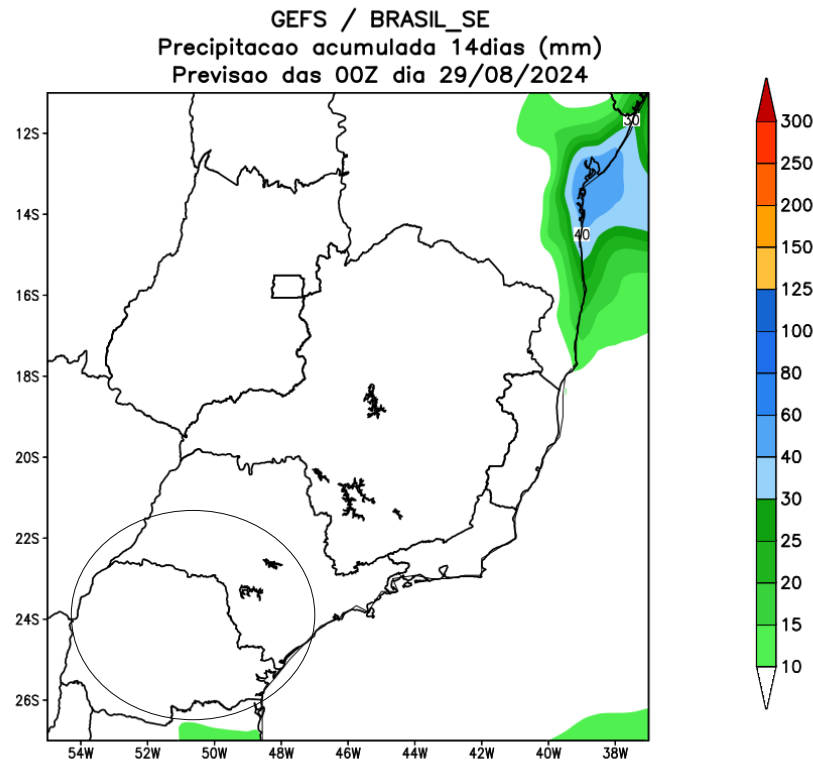 GEFS / BRASIL_SE
Precipitacao acumulada 14dias (mm)
Previsao das 00Z dia 29/08/2024
12S
14S
16S
18S
20S
22S
24S
26S
54W 52W 50W 48W 46W 44W 42W 40W 38W
30
40
300
250
200
150
125
100
80
60
40
30
25
20
15
10